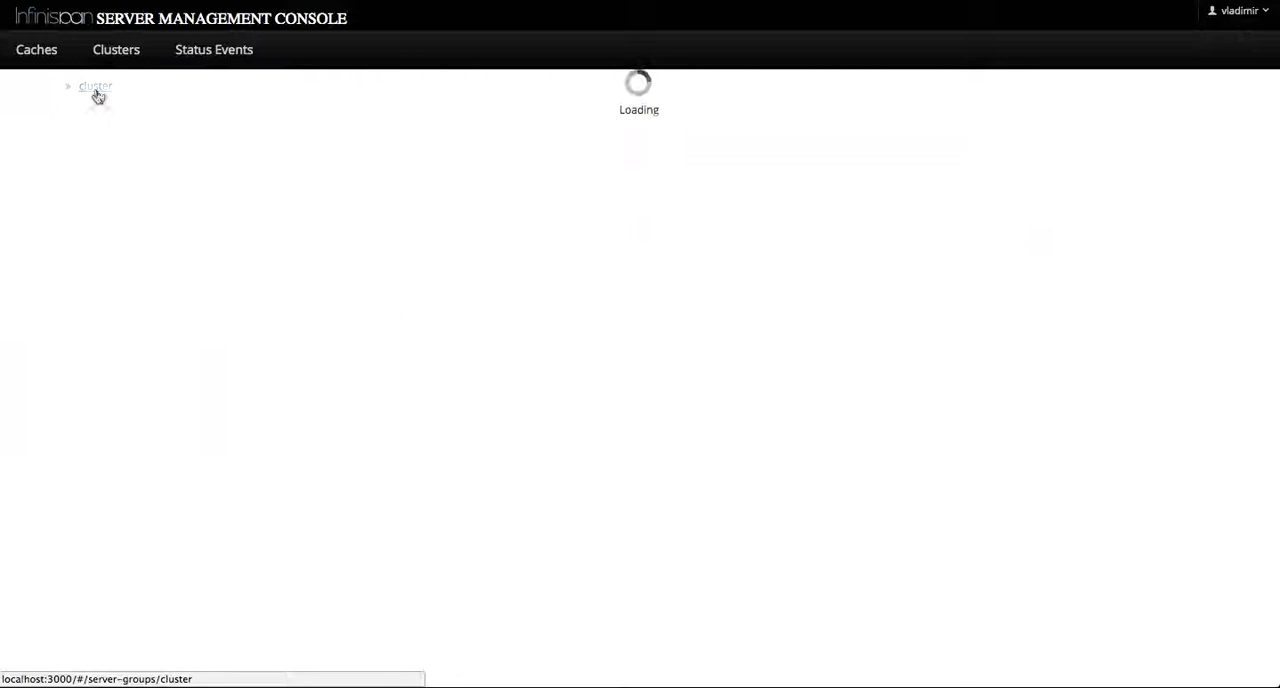 Infinispan SERVER MANAGEMENT CONSOLE
vladimir
Caches Clusters Status Events
» cluster
Loading
localhost:3000/#/server-groups/cluster